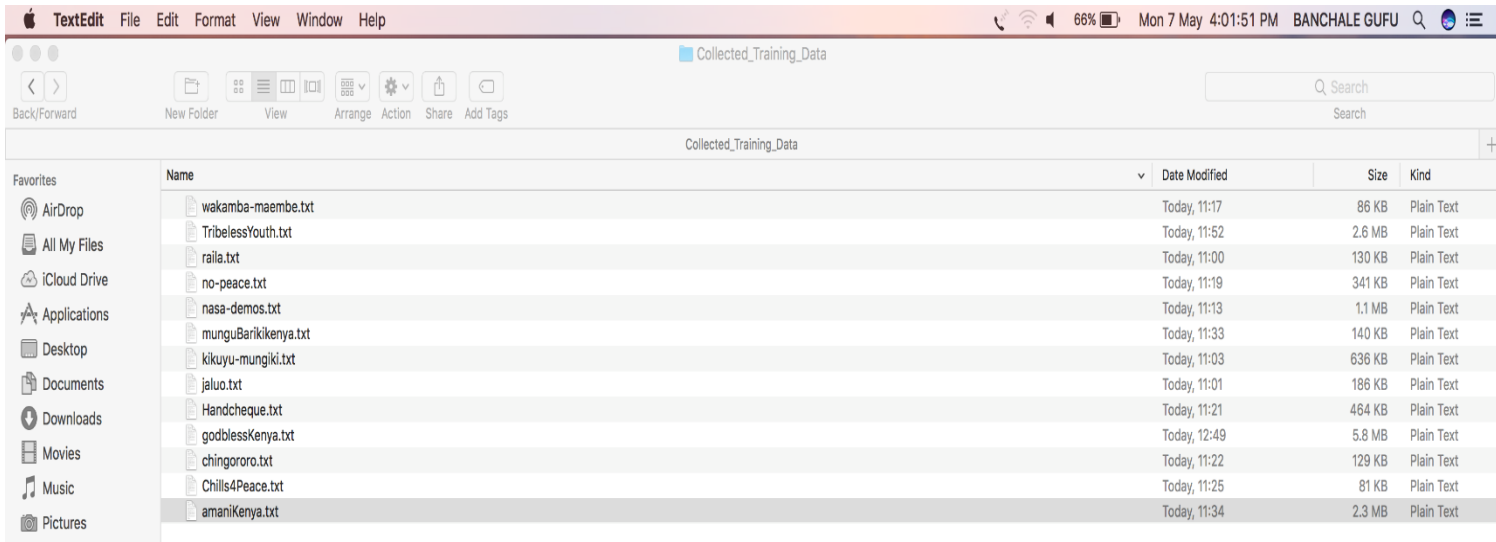 TextEdit File Edit Format View Window Help 66% Mon 7 May 4:01:51 PM BANCHALE GUFU
Collected_Training_Data
Search
Back/Forward New Folder View Arrange Action Share Add Tags Search
Collected_Training_Data
Favorites
AirDrop
All My Files
iCloud Drive
Applications
Desktop
Documents
Downloads
Movies
Music
Pictures
Name Date Modified Size Kind
wakamba-maembe.txt Today, 11:17 86 KB Plain Text
TribelessYouth.txt Today, 11:52 2.6 MB Plain Text
raila.txt Today, 11:00 130 KB Plain Text
no-peace.txt Today, 11:19 341 KB Plain Text
nasa-demos.txt Today, 11:13 1.1 MB Plain Text
munguBarikikenya.txt Today, 11:33 140 KB Plain Text
kikuyu-mungiki.txt Today, 11:03 636 KB Plain Text
jaluo.txt Today, 11:01 186 KB Plain Text
Handcheque.txt Today, 11:21 464 KB Plain Text
godblessKenya.txt Today, 12:49 5.8 MB Plain Text
chingororo.txt Today, 11:22 129 KB Plain Text
Chills4Peace.txt Today, 11:25 81 KB Plain Text
amaniKenya.txt Today, 11:34 2.3 MB Plain Text